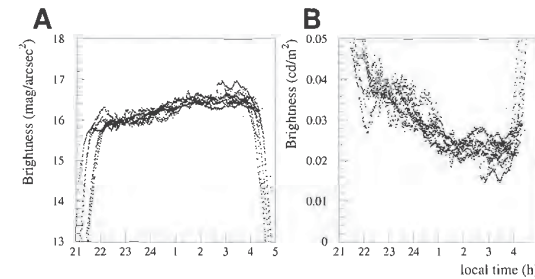 A
B
Brightness (mag/arcsec²)
18
17
16
15
14
13
21 22 23 24 1 2 3 4 5
Brightness (cd/m²)
0.05
0.04
0.03
0.02
0.01
0
21 22 23 24 1 2 3 4
local time (h